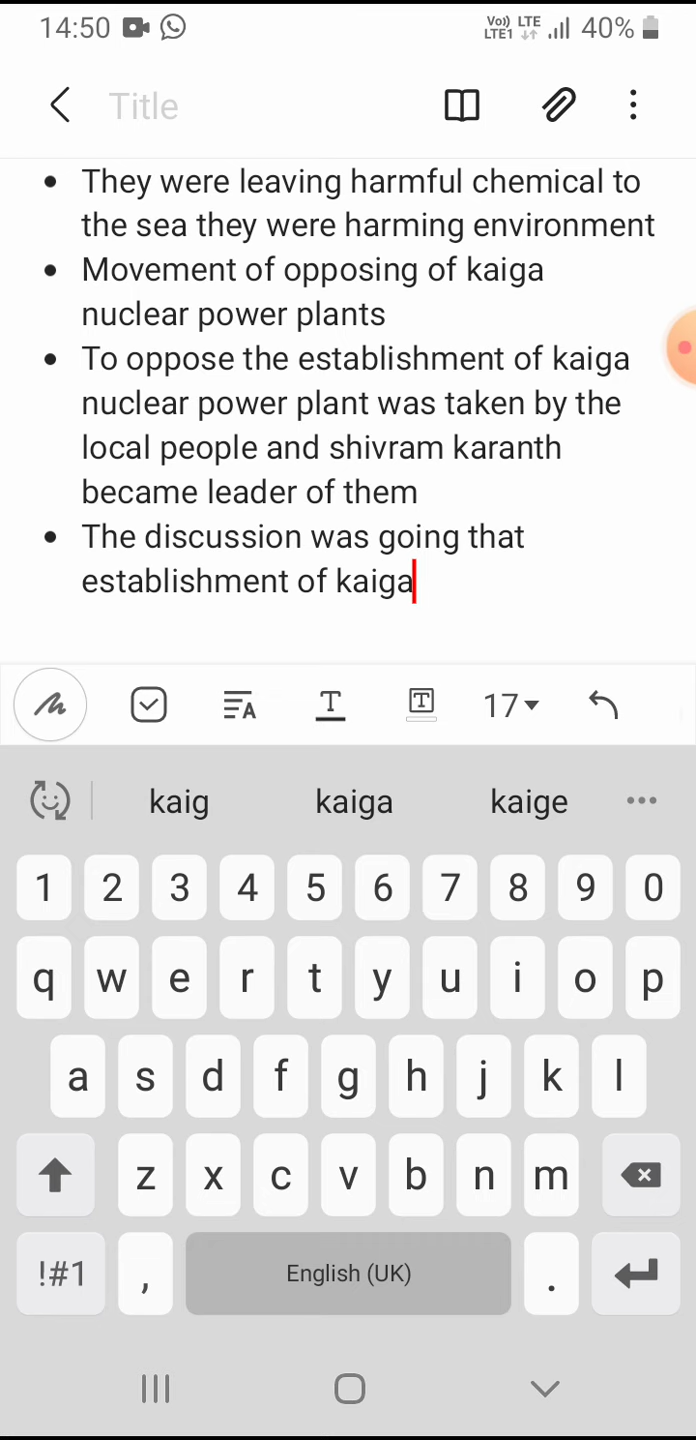 14:50 Vo) LTE LTE1 40%
Title
• They were leaving harmful chemical to
the sea they were harming environment
• Movement of opposing of kaiga
nuclear power plants
• To oppose the establishment of kaiga
nuclear power plant was taken by the
local people and shivram karanth
became leader of them
• The discussion was going that
establishment of kaiga
A T T 17
kaig kaiga kaige
1 2 3 4 5 6 7 8 9 0
q w e r t y u i o p
a s d f g h j k l
z x c v b n m
!#1 , English (UK) .